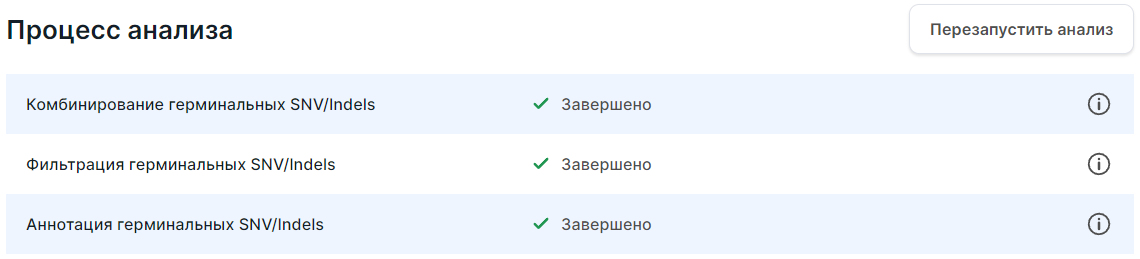 Процесс анализа
Перезапустить анализ
Комбинирование герминальных SNV/Indels
Завершено
Фильтрация герминальных SNV/Indels
Завершено
Аннотация герминальных SNV/Indels
Завершено